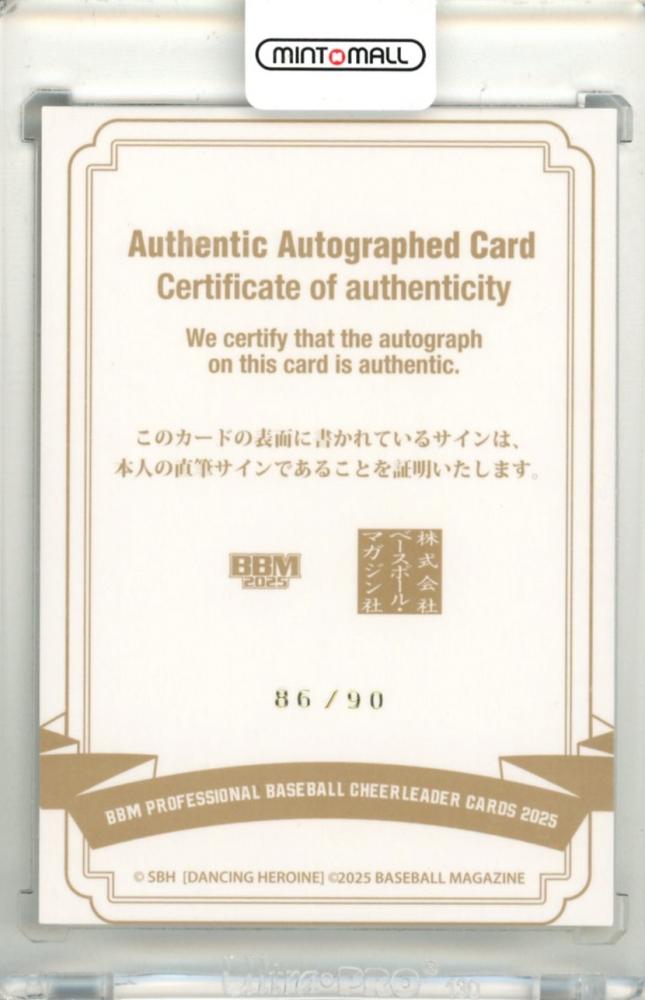 MINT MALL
Authentic Autographed Card
Certificate of authenticity
We certify that the autograph
on this card is authentic.
このカードの表面に書かれているサインは、
本人の直筆サインであることを証明いたします。
BBM
2025
株式会社
ベースボール・
マガジン社
86/90
BBM PROFESSIONAL BASEBALL CHEERLEADER CARDS 2025
© SBH [DANCING HEROINE] ©2025 BASEBALL MAGAZINE
Ultra•PRO®